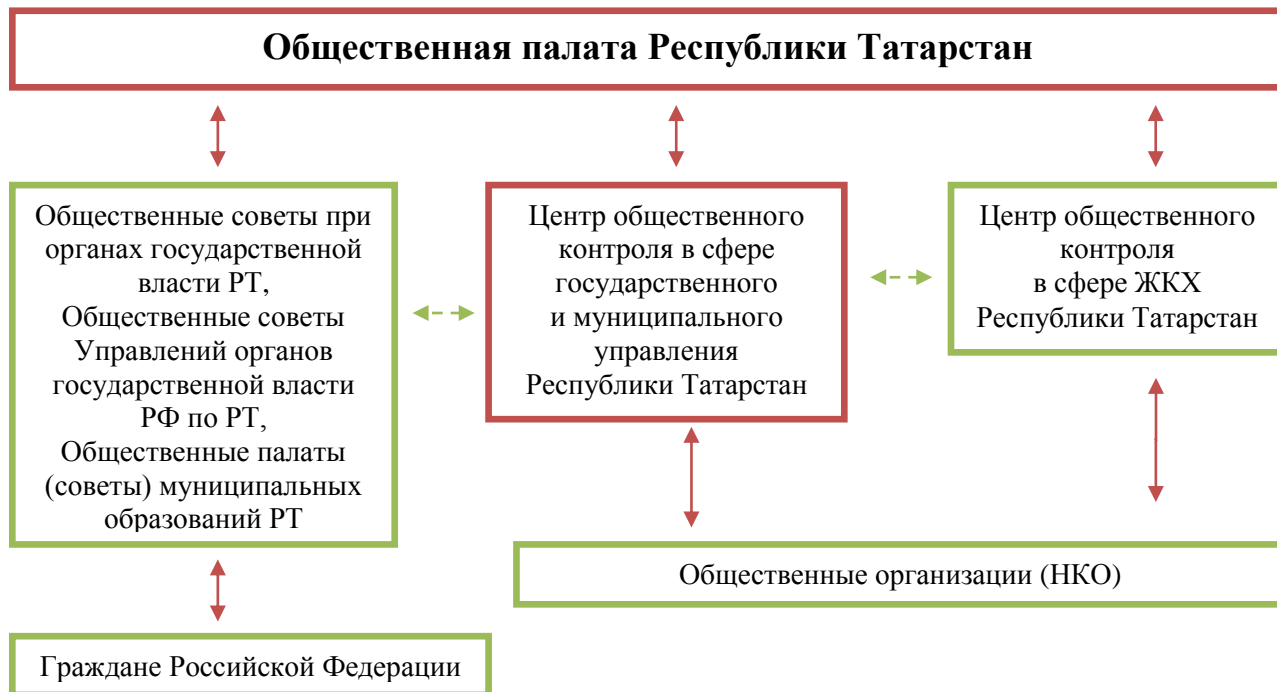 Общественная палата Республики Татарстан
Общественные советы при
органах государственной
власти РТ,
Общественные советы
Управлений органов
государственной власти
РФ по РТ,
Общественные палаты
(советы) муниципальных
образований РТ
Центр общественного
контроля в сфере
государственного
и муниципального
управления
Республики Татарстан
Центр общественного
контроля
в сфере ЖКХ
Республики Татарстан
Общественные организации (НКО)
Граждане Российской Федерации